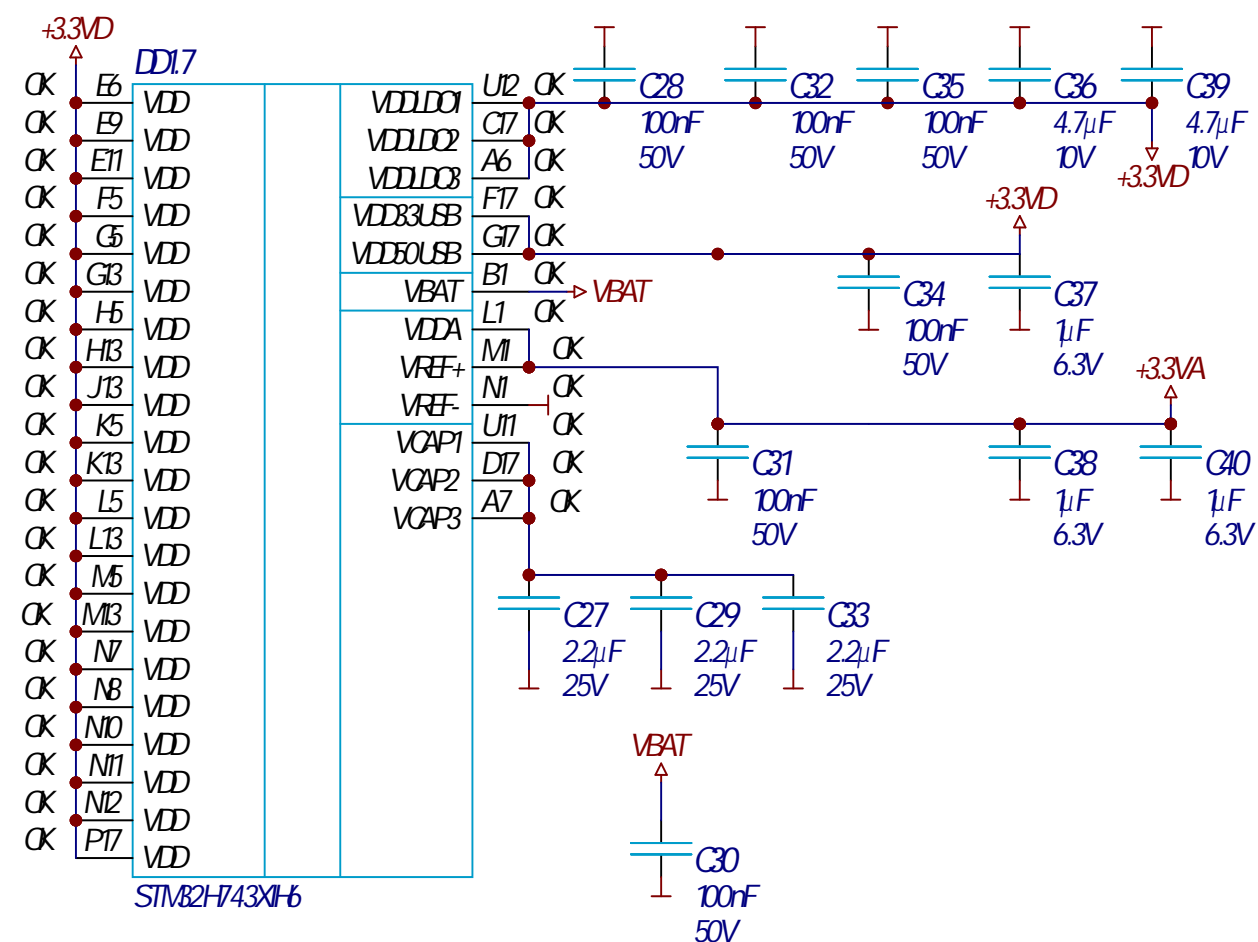 +3.3VD
DD1.7
OK E6 VDD
OK E9 VDD
OK E11 VDD
OK F5 VDD
OK G5 VDD
OK G13 VDD
OK H5 VDD
OK H13 VDD
OK J13 VDD
OK K5 VDD
OK K13 VDD
OK L5 VDD
OK L13 VDD
OK M5 VDD
OK M13 VDD
OK N7 VDD
OK N8 VDD
OK N10 VDD
OK N11 VDD
OK N12 VDD
OK P17 VDD
VDDLDO1 U12 OK
VDDLDO2 C17 OK
VDDLDO3 A6 OK
VDD33USB F17 OK
VDD50USB G17 OK
VBAT B1 OK
VBAT
VDDA L1 OK
VREF+ M1 OK
VREF- N1 OK
VCAP1 U11 OK
VCAP2 D17 OK
VCAP3 A7 OK
STM32H743XIH6
C28
100nF
50V
C32
100nF
50V
C35
100nF
50V
C36
4.7µF
10V
C39
4.7µF
10V
+3.3VD
+3.3VD
C34
100nF
50V
C37
1µF
6.3V
+3.3VA
C31
100nF
50V
C38
1µF
6.3V
C40
1µF
6.3V
C27
2.2µF
25V
C29
2.2µF
25V
C33
2.2µF
25V
VBAT
C30
100nF
50V